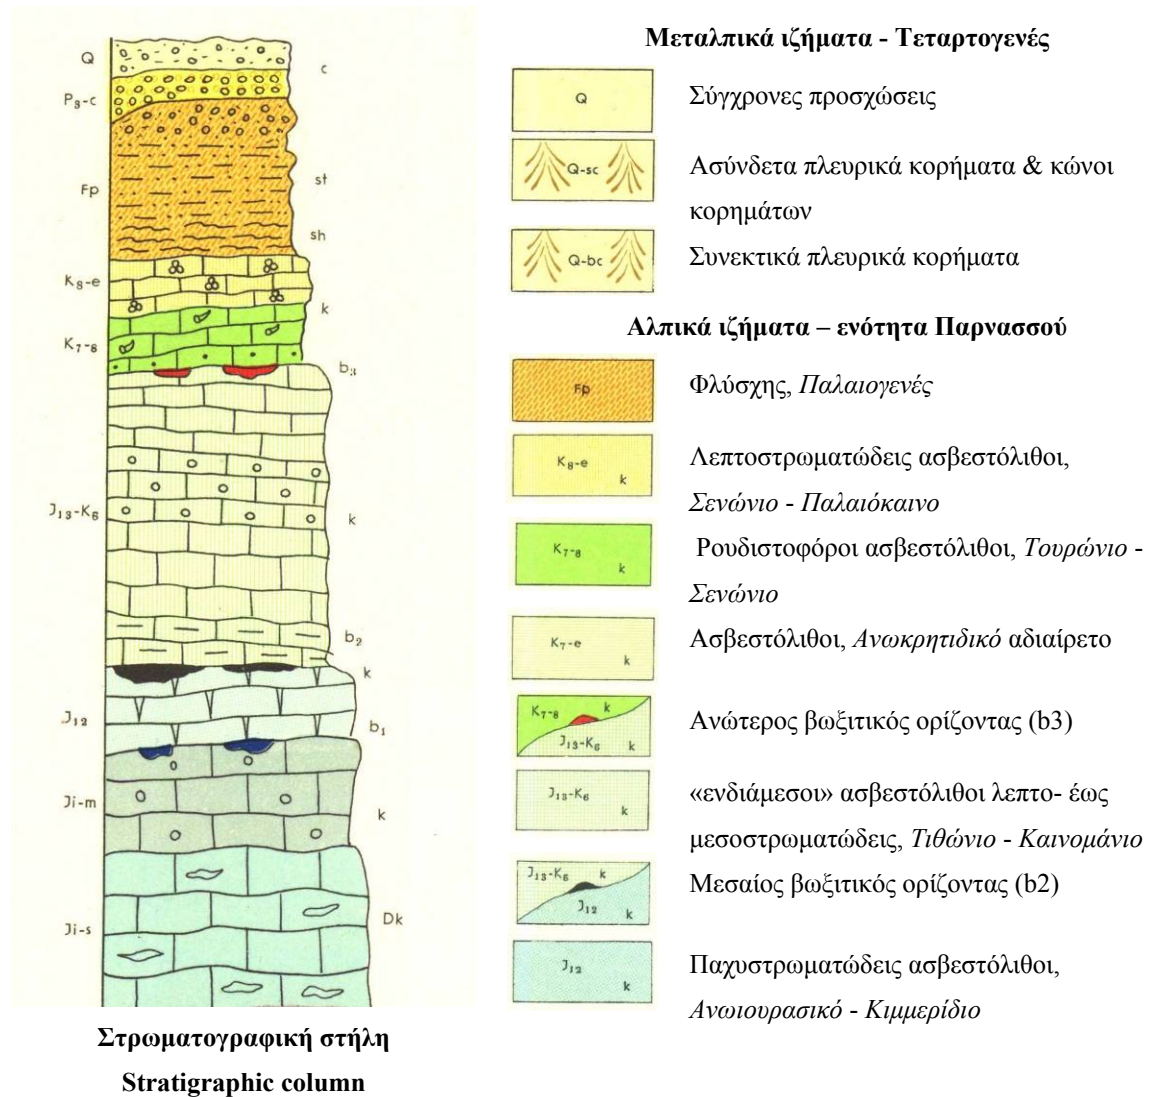 Q
c
P₃-c
Fp
st
sh
K₈-e
k
K₇-₈
b₃
J₁₃-K₆
k
b₂
k
J₁₂
b₁
Ji-m
k
Ji-s
Dk
Στρωματογραφική στήλη
Stratigraphic column
Μεταλπικά ιζήματα - Τεταρτογενές
Q
Σύγχρονες προσχώσεις
Q-sc
Ασύνδετα πλευρικά κορήματα & κώνοι
κορημάτων
Q-bc
Συνεκτικά πλευρικά κορήματα
Αλπικά ιζήματα – ενότητα Παρνασσού
Fp
Φλύσχης, Παλαιογενές
K₈-e
k
Λεπτοστρωματώδεις ασβεστόλιθοι,
Σενώνιο - Παλαιόκαινο
K₇-₈
k
Ρουδιστοφόροι ασβεστόλιθοι, Τουρώνιο -
Σενώνιο
K₇-e
k
Ασβεστόλιθοι, Ανωκρητιδικό αδιαίρετο
K₇-₈ k
J₁₃-K₆ k
Ανώτερος βωξιτικός ορίζοντας (b3)
J₁₃-K₆
k
«ενδιάμεσοι» ασβεστόλιθοι λεπτο- έως
μεσοστρωματώδεις, Τιθώνιο - Καινομάνιο
J₁₃-K₆ k
J₁₂ k
Μεσαίος βωξιτικός ορίζοντας (b2)
J₁₂
k
Παχυστρωματώδεις ασβεστόλιθοι,
Ανωιουρασικό - Κιμμερίδιο